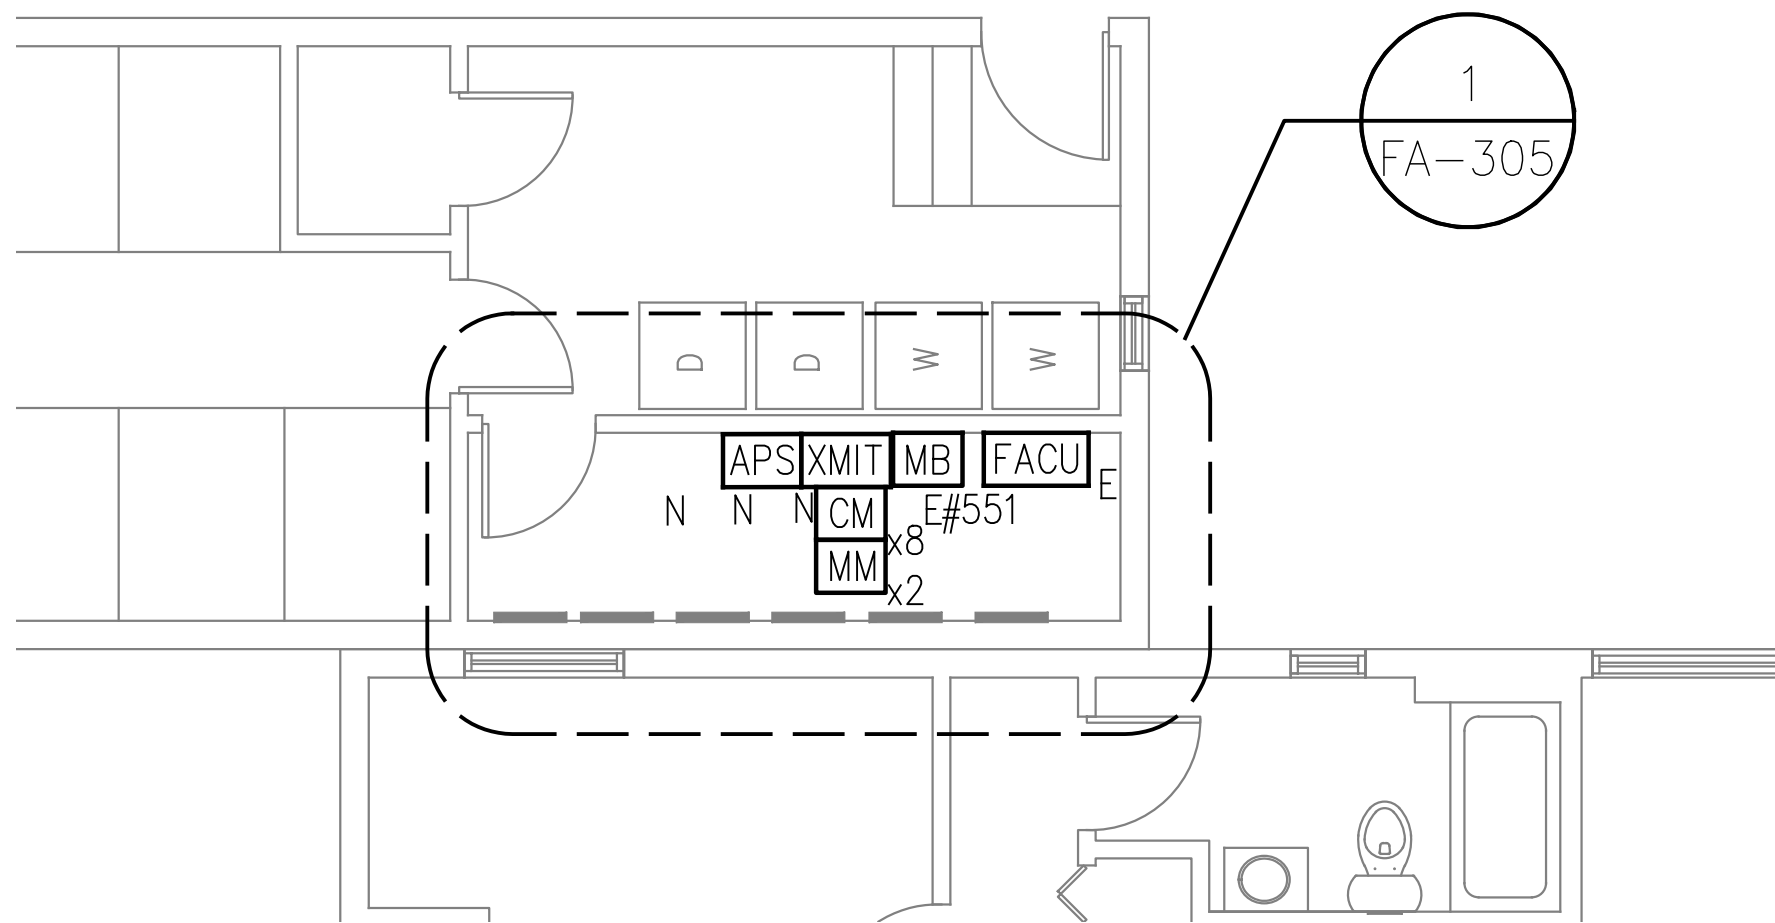 1
FA-305
D D W W
APS XMIT MB FACU E
N N N CM E#551
x8
MM
x2